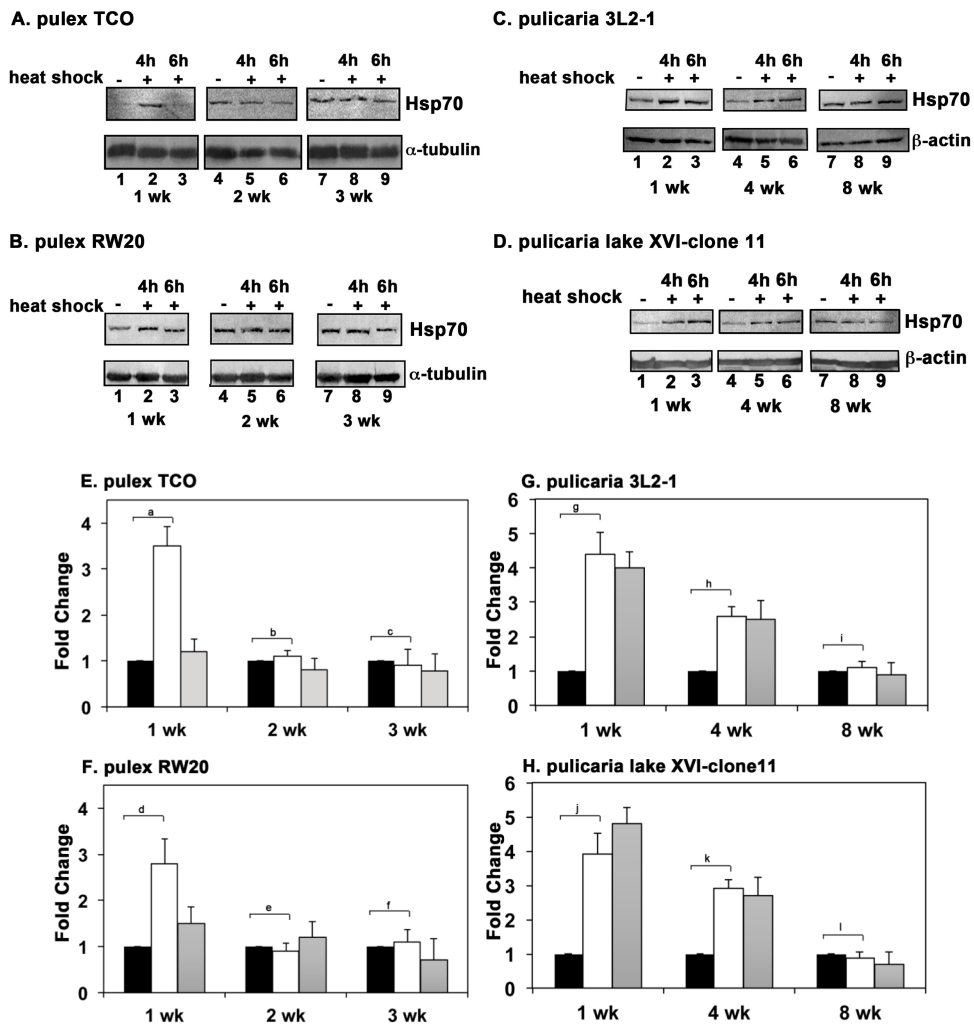 A. pulex TCO
4h 6h
heat shock - + +
Hsp70
α-tubulin
1 2 3 4 5 6 7 8 9
1 wk 2 wk 3 wk
B. pulex RW20
4h 6h 4h 6h 4h 6h
heat shock - + + - + + - + +
Hsp70
α-tubulin
1 2 3 4 5 6 7 8 9
1 wk 2 wk 3 wk
C. pulicaria 3L2-1
4h 6h 4h 6h 4h 6h
heat shock - + + - + + - + +
Hsp70
β-actin
1 2 3 4 5 6 7 8 9
1 wk 4 wk 8 wk
D. pulicaria lake XVI-clone 11
4h 6h 4h 6h 4h 6h
heat shock - + + - + + - + +
Hsp70
β-actin
1 2 3 4 5 6 7 8 9
1 wk 4 wk 8 wk
E. pulex TCO
Fold Change
4
3
2
1
0
a
b
c
1 wk 2 wk 3 wk
F. pulex RW20
Fold Change
4
3
2
1
0
d
e
f
1 wk 2 wk 3 wk
G. pulicaria 3L2-1
Fold Change
6
5
4
3
2
1
0
g
h
i
1 wk 4 wk 8 wk
H. pulicaria lake XVI-clone11
Fold Change
6
5
4
3
2
1
0
j
k
l
1 wk 4 wk 8 wk